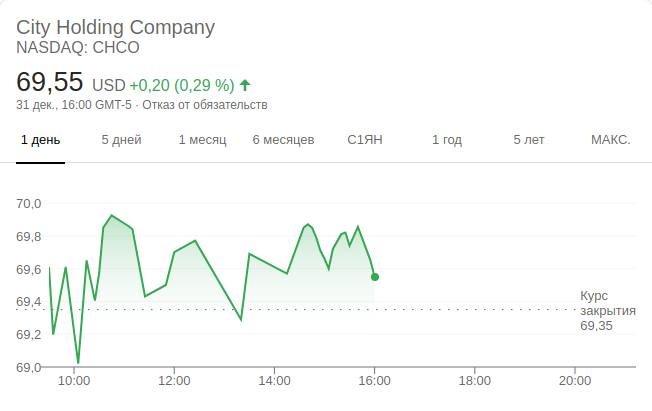 City Holding Company
NASDAQ: CHCO
69,55 USD +0,20 (0,29 %)
31 дек., 16:00 GMT-5 · Отказ от обязательств
1 день 5 дней 1 месяц 6 месяцев С1ЯН 1 год 5 лет МАКС.
70,0
69,8
69,6
69,4
69,2
69,0
Курс
закрытия
69,35
10:00 12:00 14:00 16:00 18:00 20:00